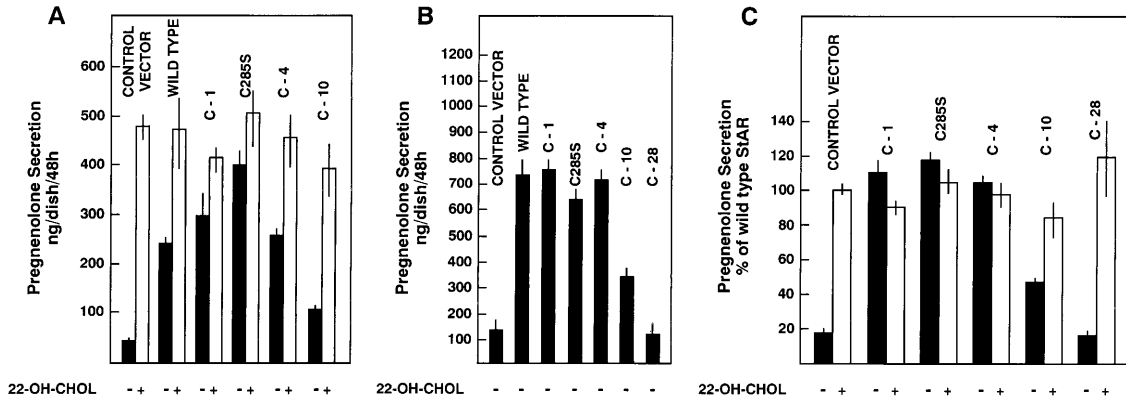 A
Pregnenolone Secretion
ng/dish/48h
600
500
400
300
200
100
CONTROL
VECTOR
WILD TYPE
C - 1
C285S
C - 4
C - 10
22-OH-CHOL - + - + - + - + - + - +
B
Pregnenolone Secretion
ng/dish/48h
1200
1100
1000
900
800
700
600
500
400
300
200
100
CONTROL VECTOR
WILD TYPE
C - 1
C285S
C - 4
C - 10
C - 28
22-OH-CHOL - - - - - - -
C
Pregnenolone Secretion
% of wild type StAR
140
120
100
80
60
40
20
CONTROL VECTOR
C - 1
C285S
C - 4
C - 10
C - 28
22-OH-CHOL - + - + - + - + - + - +